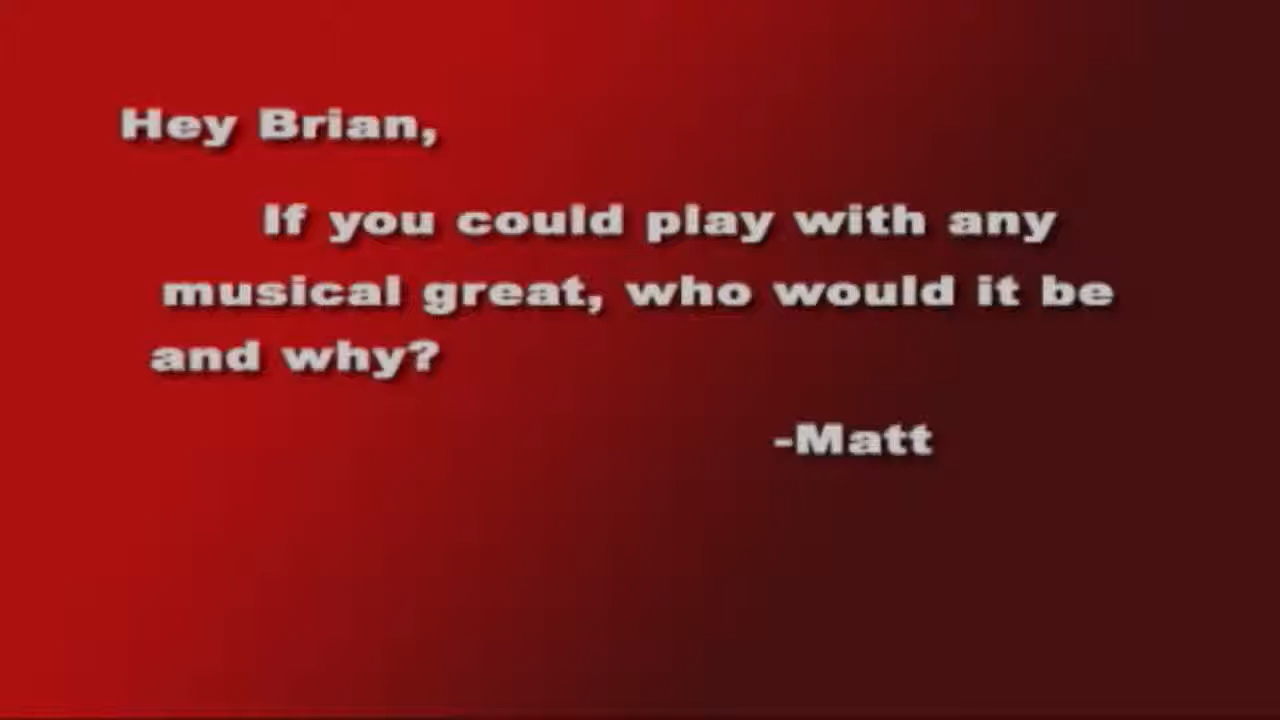 Hey Brian,
If you could play with any
musical great, who would it be
and why?
-Matt